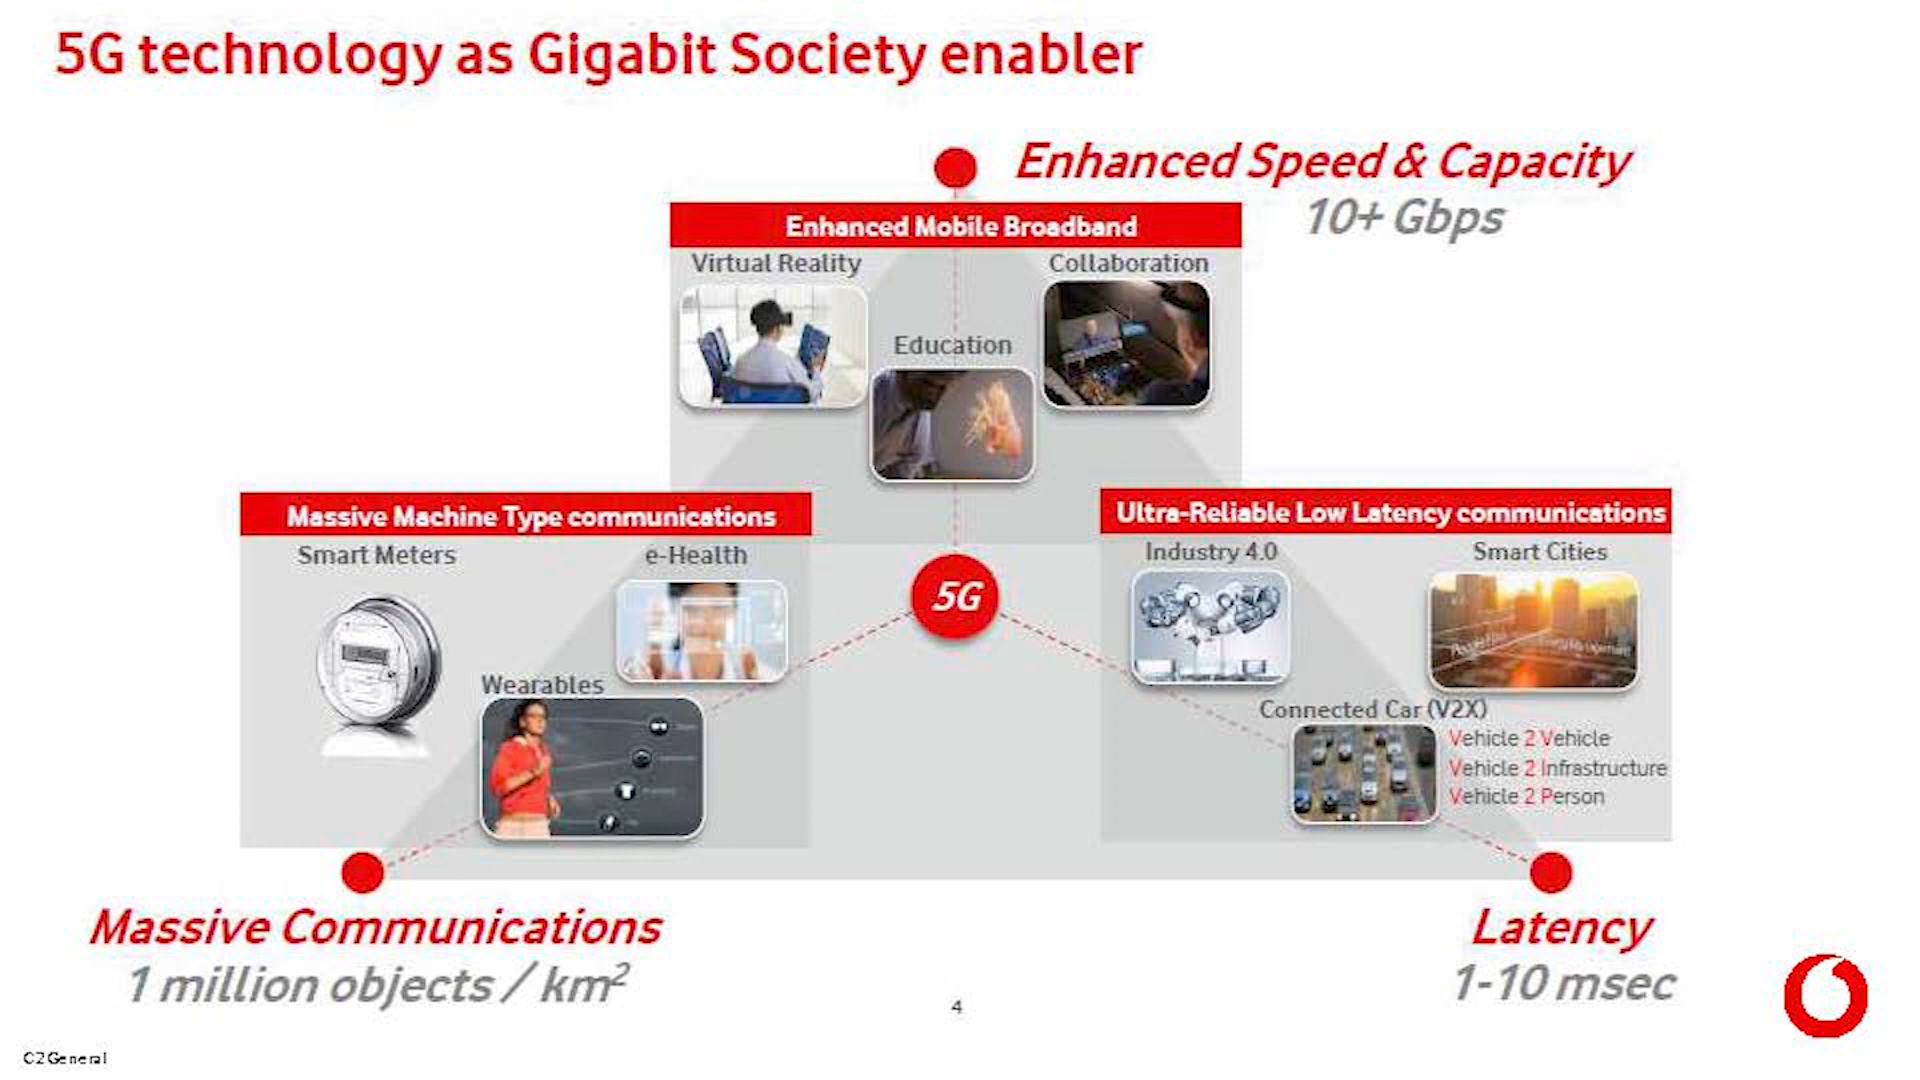 5G technology as Gigabit Society enabler
Enhanced Speed & Capacity
10+ Gbps
Enhanced Mobile Broadband
Virtual Reality
Collaboration
Education
Massive Machine Type communications
Smart Meters
e-Health
Wearables
5G
Ultra-Reliable Low Latency communications
Industry 4.0
Smart Cities
Connected Car (V2X)
Vehicle 2 Vehicle
Vehicle 2 Infrastructure
Vehicle 2 Person
Massive Communications
1 million objects / km²
Latency
1-10 msec
4
C2 General